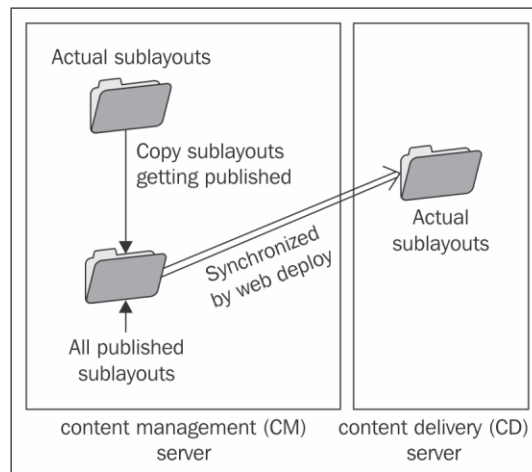 Actual sublayouts
Copy sublayouts
getting published
Actual
sublayouts
Synchronized
by web deploy
All published
sublayouts
content management (CM)
server
content delivery (CD)
server